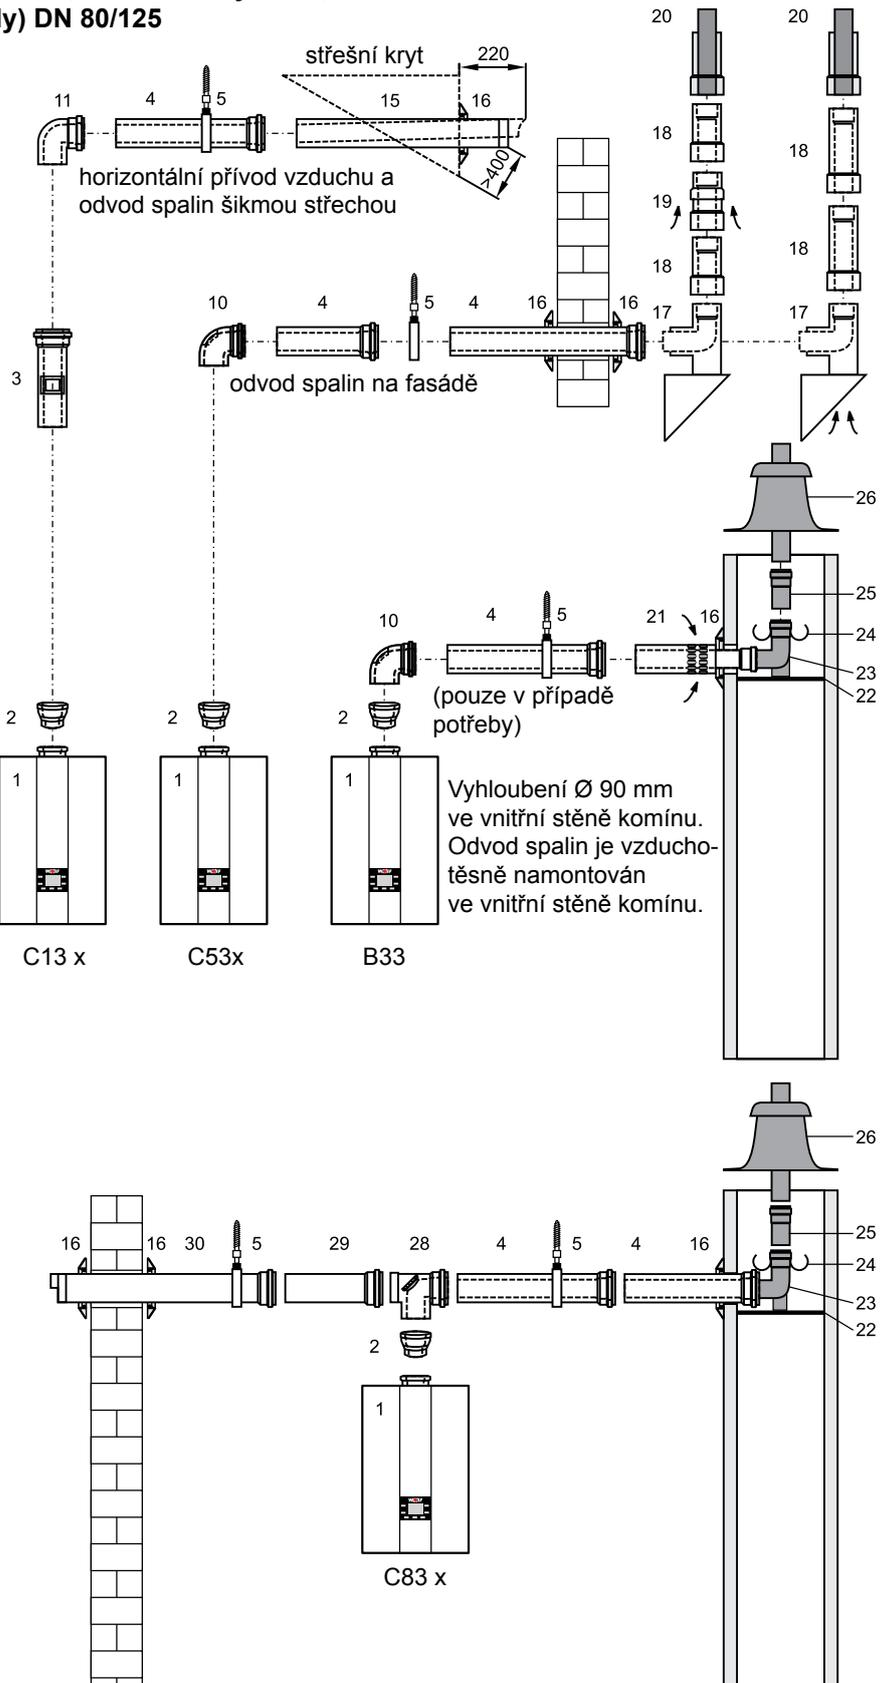 ly) DN 80/125
20 20
střešní kryt 220
11 4 5 15 16
>400
18 18
horizontální přívod vzduchu a
odvod spalin šikmou střechou
19
18 18
10 4 5 4 16 16 17 17
3
odvod spalin na fasádě
26
25
10 4 5 21 16
24
23
22
(pouze v případě
potřeby)
2 2 2
1 1 1
Vyhloubení Ø 90 mm
ve vnitřní stěně komínu.
Odvod spalin je vzducho-
těsně namontován
ve vnitřní stěně komínu.
C13 x C53x B33
26
25
16 16 30 5 29 28 4 5 4 16
24
23
22
2
1
C83 x